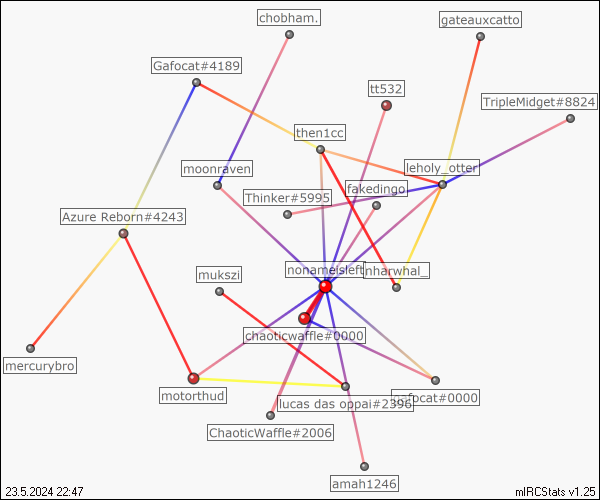 chobham.
gateauxcatto
Gafocat#4189
tt532
TripleMidget#8824
then1cc
moonraven
leholy_otter
fakedingo
Thinker#5995
Azure Reborn#4243
nonameisleft
nharwhal_
mukszi
chaoticwaffle#0000
mercurybro
motorthud
gafocat#0000
lucas das oppai#2396
ChaoticWaffle#2006
amah1246
23.5.2024 22:47
mIRCStats v1.25